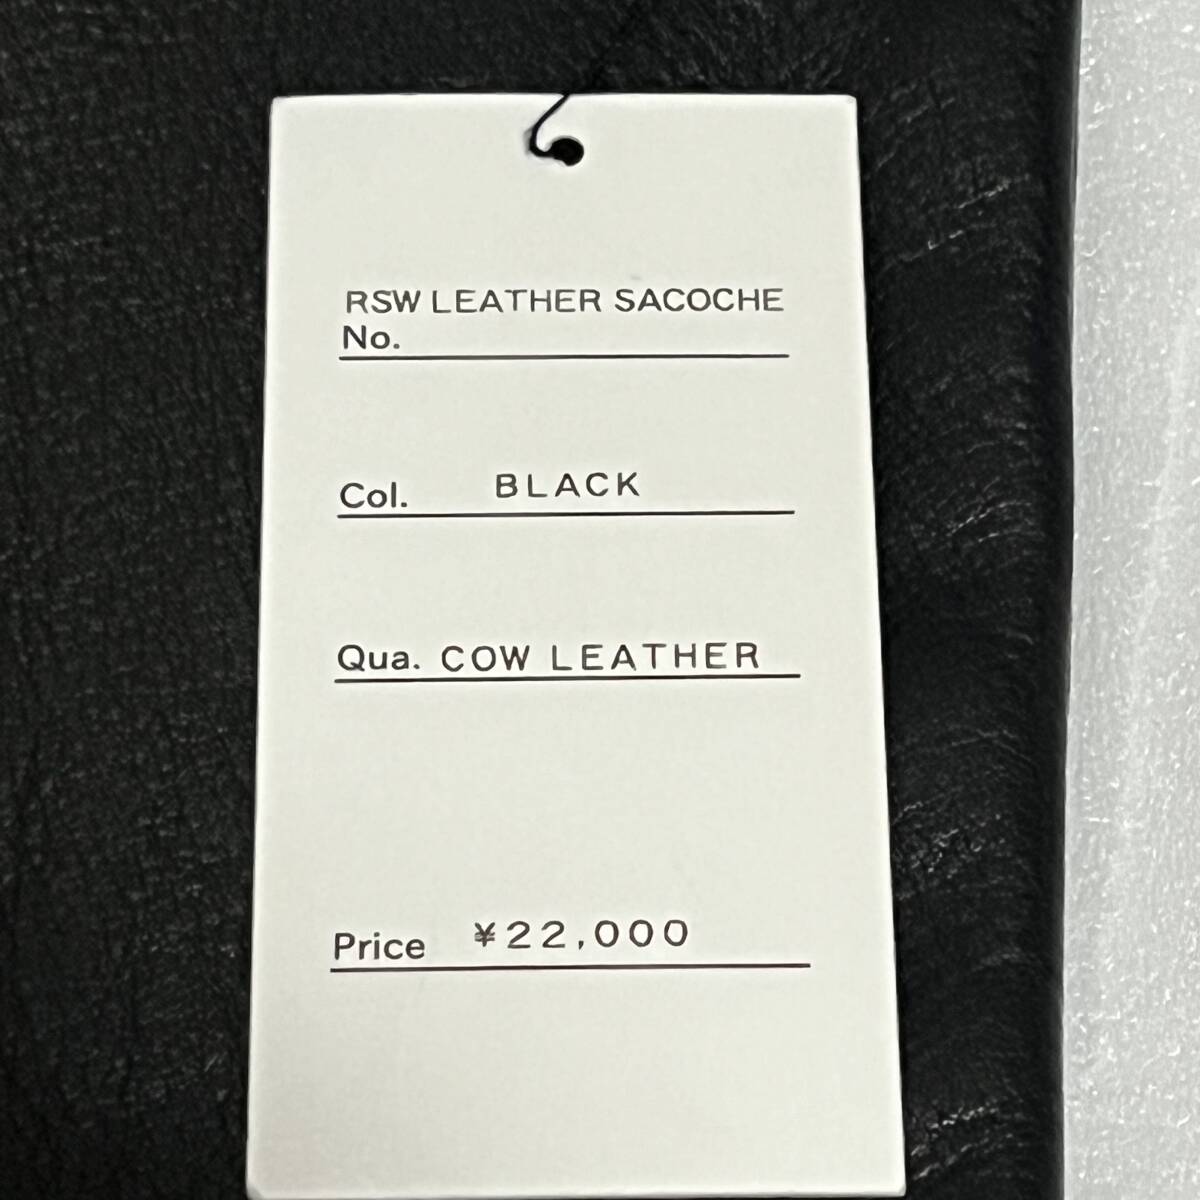 RSW LEATHER SACOCHE
No.
Col. BLACK
Qua. COW LEATHER
Price ¥22,000